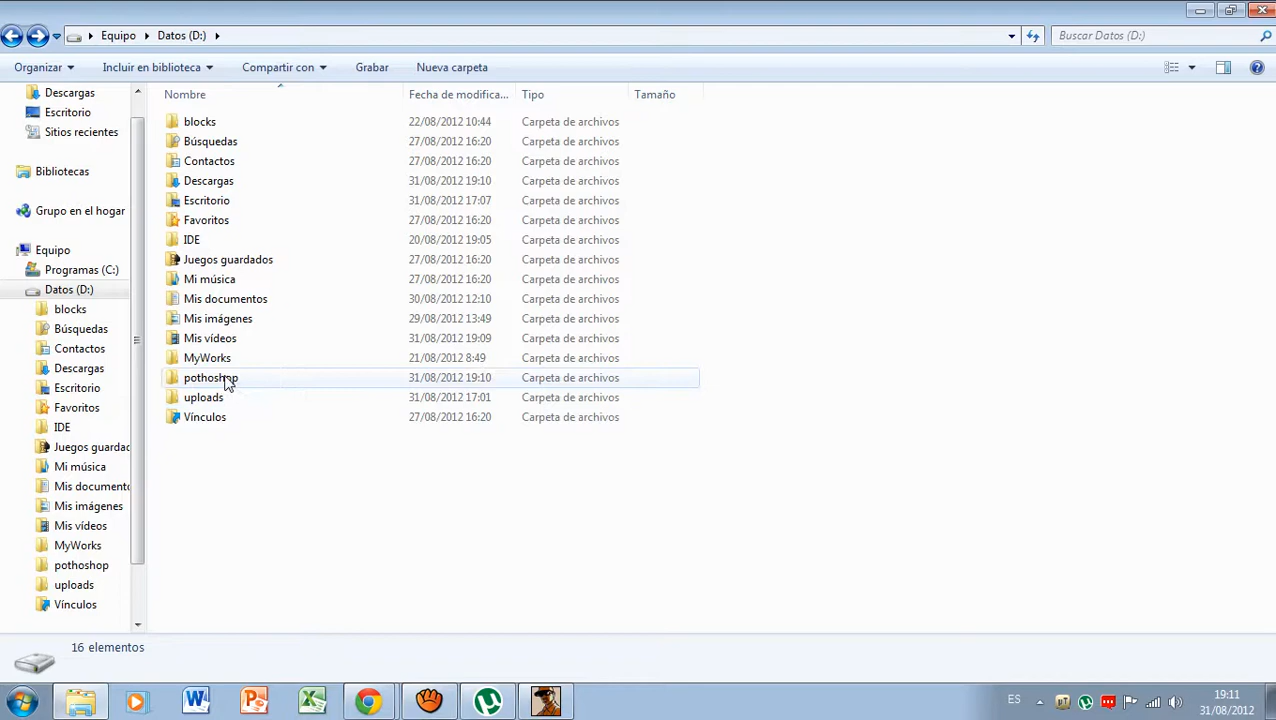 Equipo Datos (D:) Buscar Datos (D:)
Organizar Incluir en biblioteca Compartir con Grabar Nueva carpeta
Descargas
Escritorio
Sitios recientes
Bibliotecas
Grupo en el hogar
Equipo
Programas (C:)
Datos (D:)
blocks
Búsquedas
Contactos
Descargas
Escritorio
Favoritos
IDE
Juegos guardac
Mi música
Mis documento
Mis imágenes
Mis vídeos
MyWorks
pothoshop
uploads
Vínculos
Nombre Fecha de modifica... Tipo Tamaño
blocks 22/08/2012 10:44 Carpeta de archivos
Búsquedas 27/08/2012 16:20 Carpeta de archivos
Contactos 27/08/2012 16:20 Carpeta de archivos
Descargas 31/08/2012 19:10 Carpeta de archivos
Escritorio 31/08/2012 17:07 Carpeta de archivos
Favoritos 27/08/2012 16:20 Carpeta de archivos
IDE 20/08/2012 19:05 Carpeta de archivos
Juegos guardados 27/08/2012 16:20 Carpeta de archivos
Mi música 27/08/2012 16:20 Carpeta de archivos
Mis documentos 30/08/2012 12:10 Carpeta de archivos
Mis imágenes 29/08/2012 13:49 Carpeta de archivos
Mis vídeos 31/08/2012 19:09 Carpeta de archivos
MyWorks 21/08/2012 8:49 Carpeta de archivos
pothoshop 31/08/2012 19:10 Carpeta de archivos
uploads 31/08/2012 17:01 Carpeta de archivos
Vínculos 27/08/2012 16:20 Carpeta de archivos
16 elementos
ES
19:11
31/08/2012